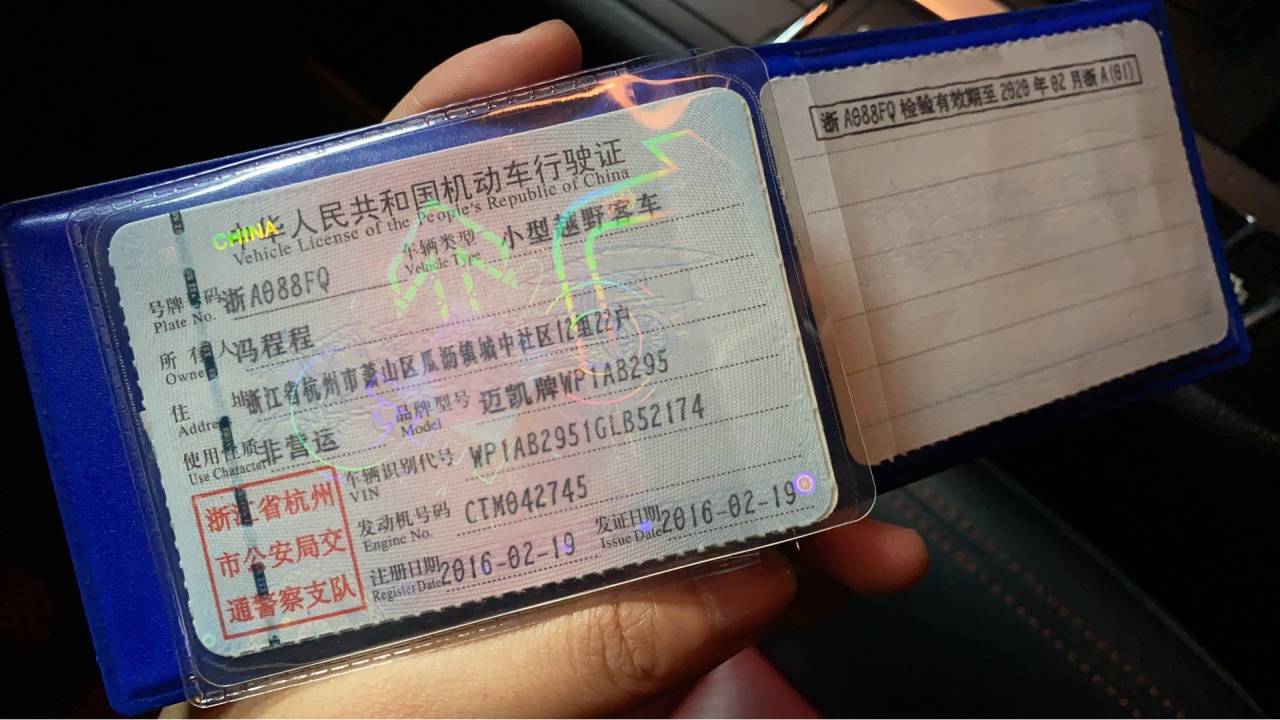 中华人民共和国机动车行驶证
CHINA
Vehicle License of the People's Republic of China
号牌号码 浙A088FQ 车辆类型 小型越野客车
Plate No. Vehicle Type
所有人 冯程程
Owner
住址 浙江省杭州市萧山区瓜沥镇城中社区12组22户
Address
使用性质 非营运 品牌型号 迈凯牌WP1AB295
Use Character Model
车辆识别代号 WP1AB2951GLB52174
VIN
发动机号码 CTM042745
Engine No.
注册日期 2016-02-19 发证日期 2016-02-19
Register Date Issue Date
浙江省杭州
市公安局交
通警察支队
浙A088FQ 检验有效期至 2020 年 02 月浙 A(01)